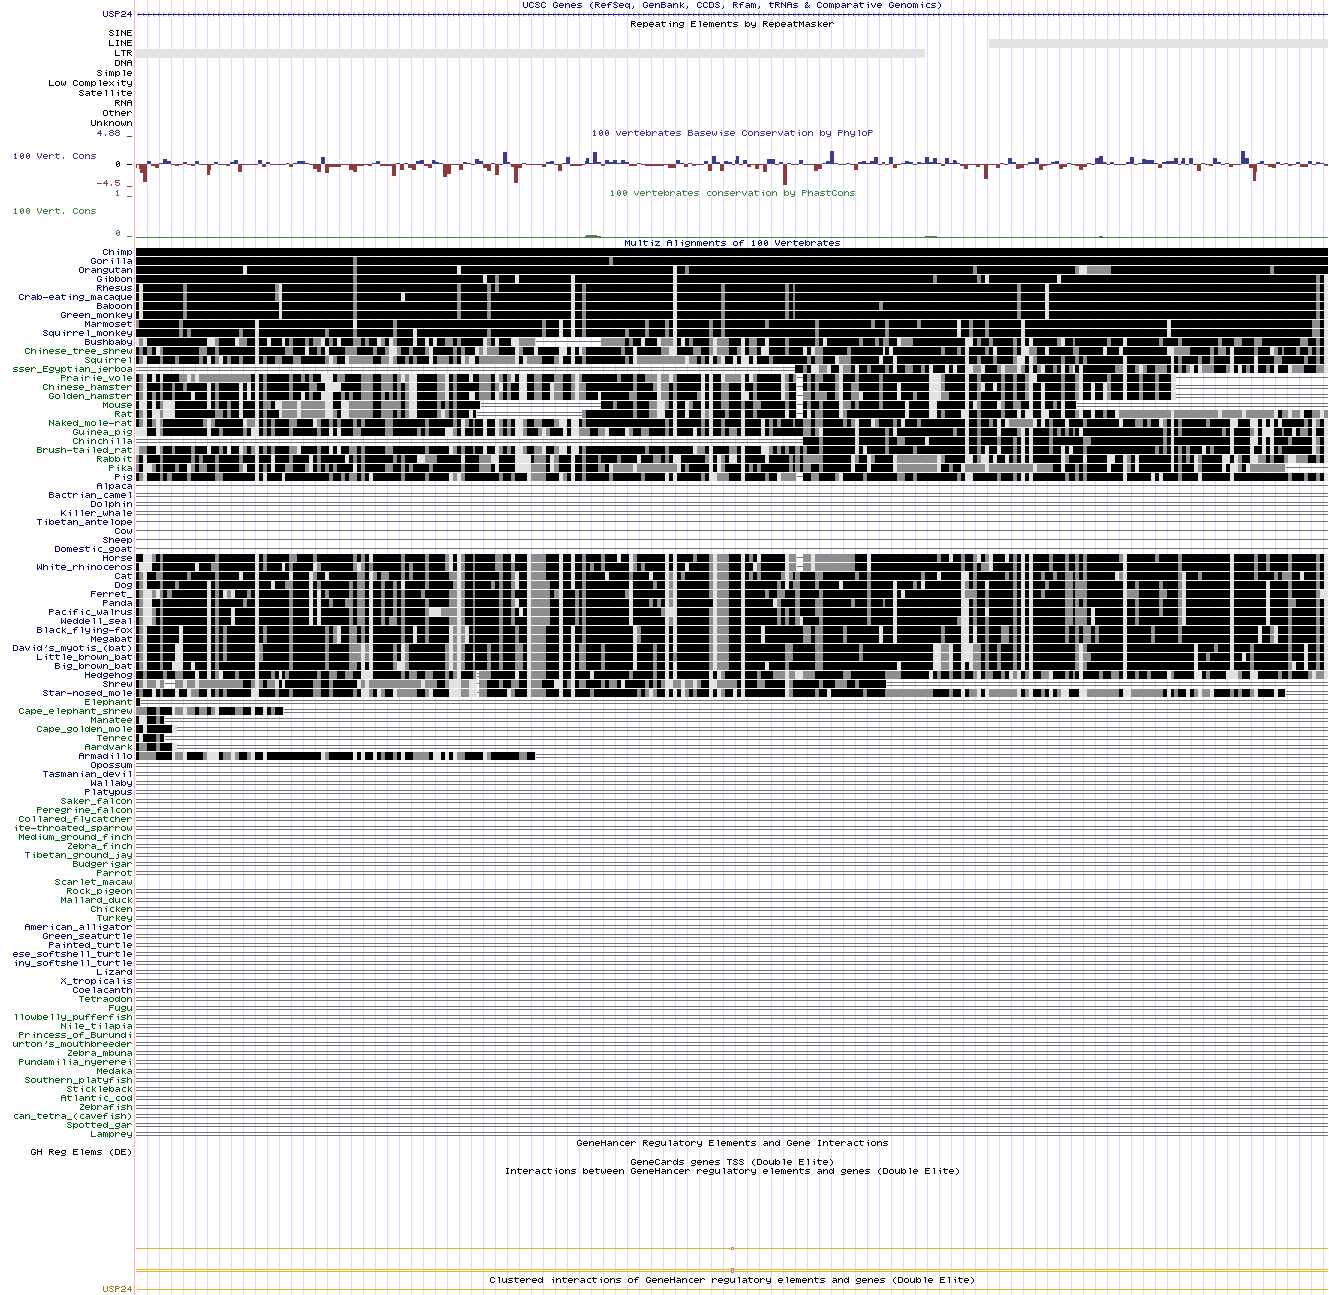 UCSC Genes (RefSeq, GenBank, CCDS, Rfam, tRNAs & Comparative Genomics)
USP24
Repeating Elements by RepeatMasker
SINE
LINE
LTR
DNA
Simple
Low Complexity
Satellite
RNA
Other
Unknown
4.88 _
100 vertebrates Basewise Conservation by PhyloP
100 Vert. Cons
0 _
-4.5 _
1 _
100 vertebrates conservation by PhastCons
100 Vert. Cons
0 _
Multiz Alignments of 100 Vertebrates
Chimp
Gorilla
Orangutan
Gibbon
Rhesus
Crab-eating_macaque
Baboon
Green_monkey
Marmoset
Squirrel_monkey
Bushbaby
Chinese_tree_shrew
Squirrel
sser_Egyptian_jerboa
Prairie_vole
Chinese_hamster
Golden_hamster
Mouse
Rat
Naked_mole-rat
Guinea_pig
Chinchilla
Brush-tailed_rat
Rabbit
Pika
Pig
Alpaca
Bactrian_camel
Dolphin
Killer_whale
Tibetan_antelope
Cow
Sheep
Domestic_goat
Horse
White_rhinoceros
Cat
Dog
Ferret_
Panda
Pacific_walrus
Weddell_seal
Black_flying-fox
Megabat
David's_myotis_(bat)
Little_brown_bat
Big_brown_bat
Hedgehog
Shrew
Star-nosed_mole
Elephant
Cape_elephant_shrew
Manatee
Cape_golden_mole
Tenrec
Aardvark
Armadillo
Opossum
Tasmanian_devil
Wallaby
Platypus
Saker_falcon
Peregrine_falcon
Collared_flycatcher
ite-throated_sparrow
Medium_ground_finch
Zebra_finch
Tibetan_ground_jay
Budgerigar
Parrot
Scarlet_macaw
Rock_pigeon
Mallard_duck
Chicken
Turkey
American_alligator
Green_seaturtle
Painted_turtle
ese_softshell_turtle
iny_softshell_turtle
Lizard
X_tropicalis
Coelacanth
Tetraodon
Fugu
llowbelly_pufferfish
Nile_tilapia
Princess_of_Burundi
urton's_mouthbreeder
Zebra_mbuna
Pundamilia_nyererei
Medaka
Southern_platyfish
Stickleback
Atlantic_cod
Zebrafish
can_tetra_(cavefish)
Spotted_gar
Lamprey
GeneHancer Regulatory Elements and Gene Interactions
GH Reg Elems (DE)
GeneCards genes TSS (Double Elite)
Interactions between GeneHancer regulatory elements and genes (Double Elite)
Clustered interactions of GeneHancer regulatory elements and genes (Double Elite)
USP24